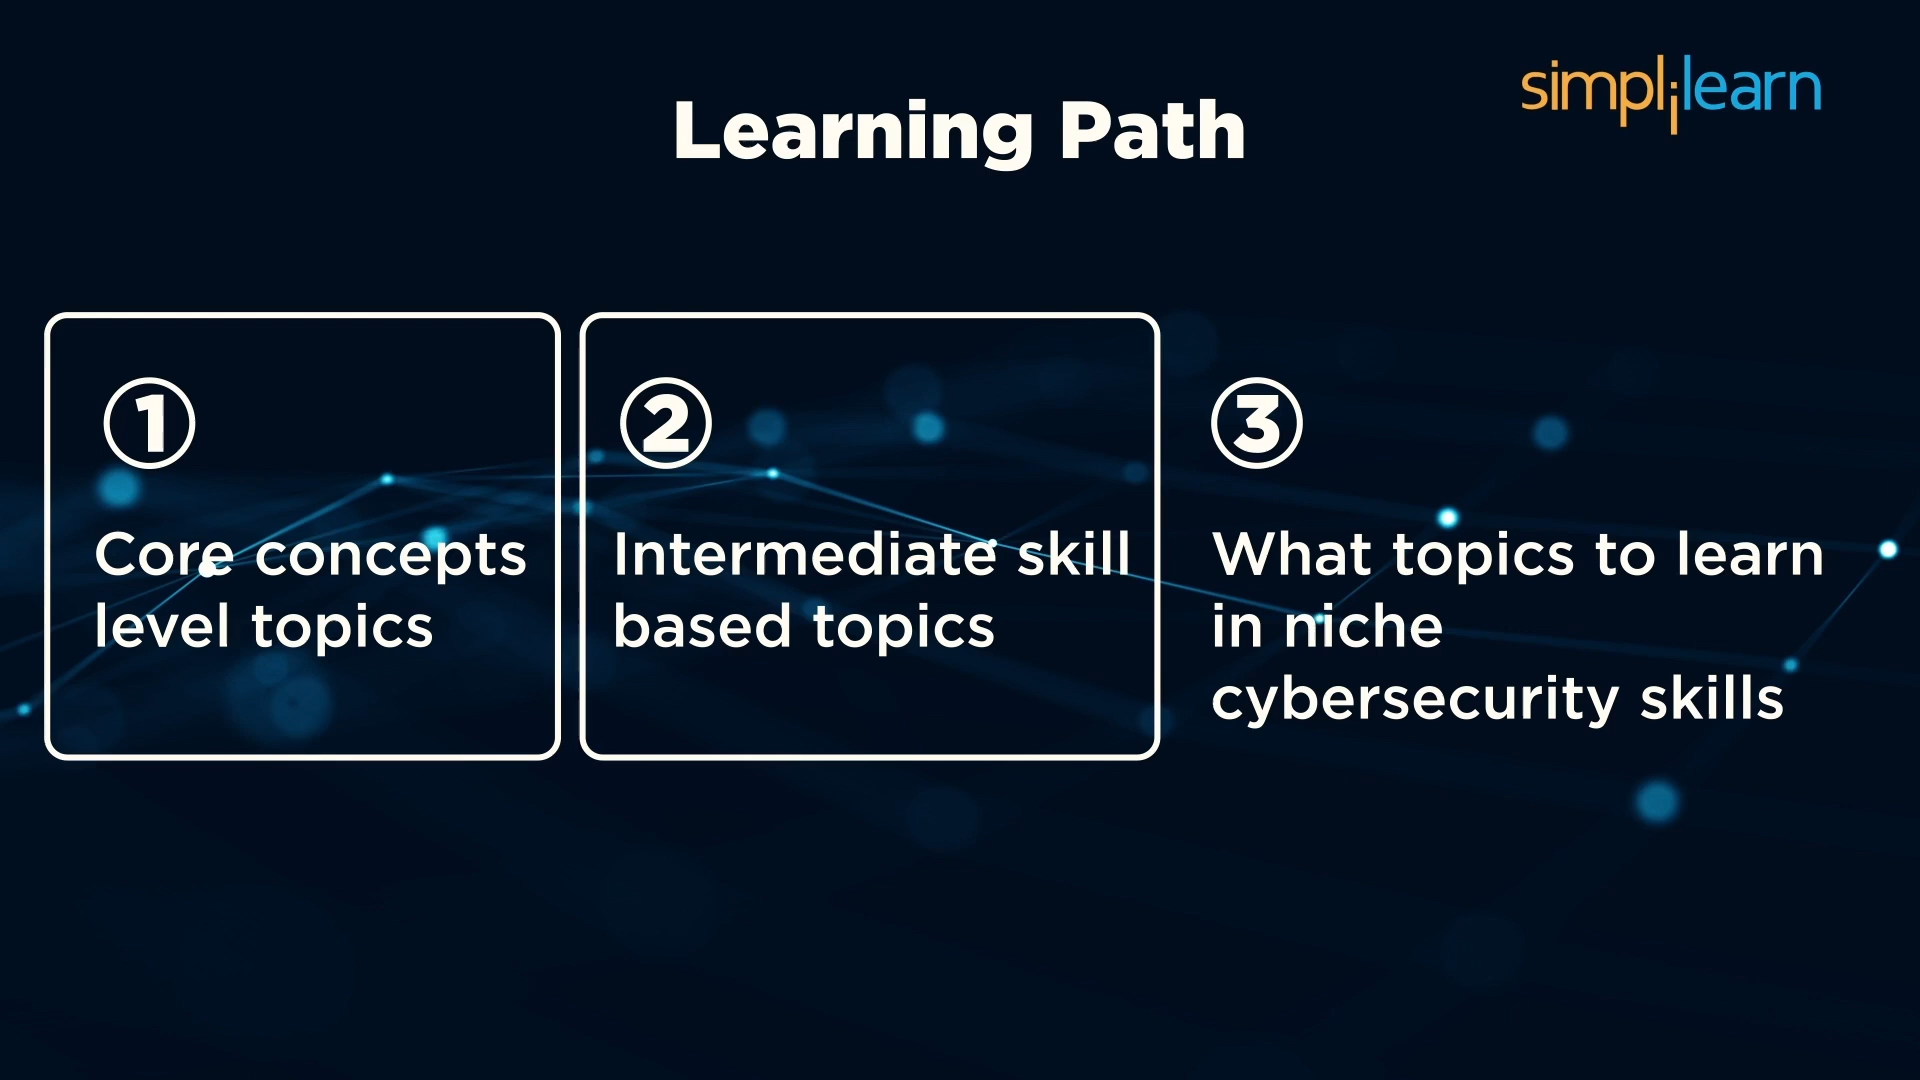 simplilearn
Learning Path
1
Core concepts
level topics
2
Intermediate skill
based topics
3
What topics to learn
in niche
cybersecurity skills